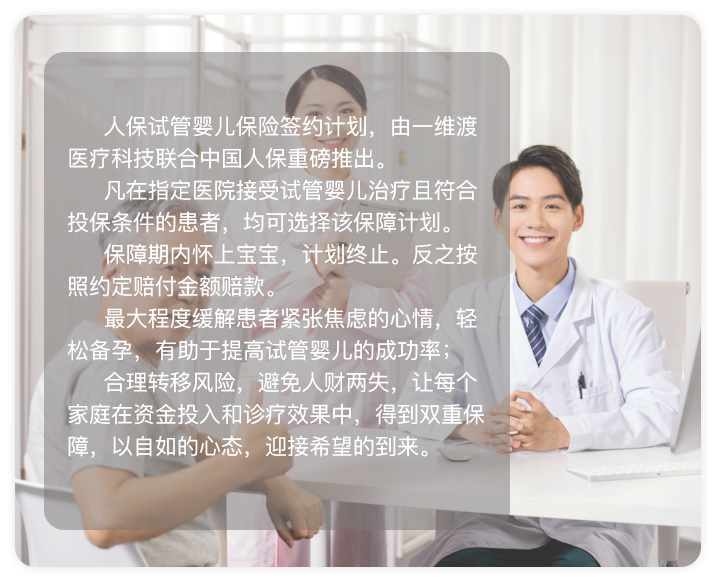 人保试管婴儿保险签约计划，由一维渡
医疗科技联合中国人保重磅推出。
凡在指定医院接受试管婴儿治疗且符合
投保条件的患者，均可选择该保障计划。
保障期内怀上宝宝，计划终止。反之按
照约定赔付金额赔款。
最大程度缓解患者紧张焦虑的心情，轻
松备孕，有助于提高试管婴儿的成功率；
合理转移风险，避免人财两失，让每个
家庭在资金投入和诊疗效果中，得到双重保
障，以自如的心态，迎接希望的到来。